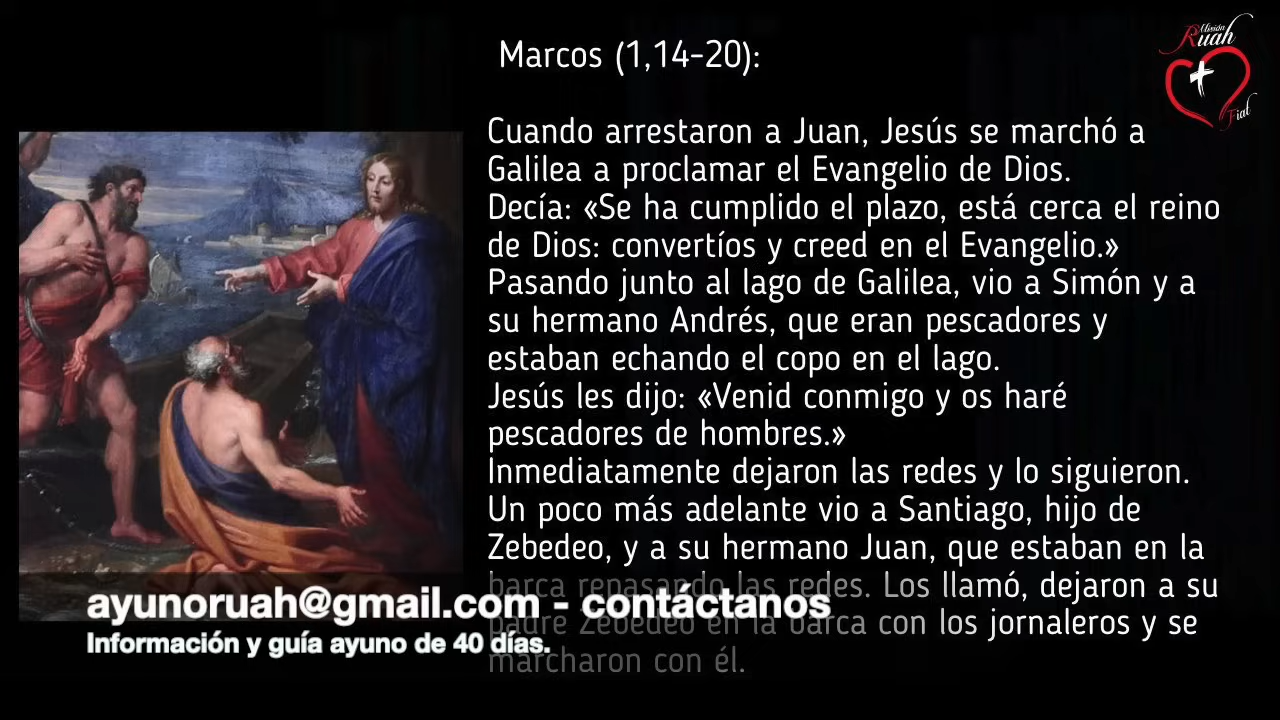 Marcos (1,14-20):
Misión
Ruah
Fiat
Cuando arrestaron a Juan, Jesús se marchó a
Galilea a proclamar el Evangelio de Dios.
Decía: «Se ha cumplido el plazo, está cerca el reino
de Dios: convertíos y creed en el Evangelio.»
Pasando junto al lago de Galilea, vio a Simón y a
su hermano Andrés, que eran pescadores y
estaban echando el copo en el lago.
Jesús les dijo: «Venid conmigo y os haré
pescadores de hombres.»
Inmediatamente dejaron las redes y lo siguieron.
Un poco más adelante vio a Santiago, hijo de
Zebedeo, y a su hermano Juan, que estaban en la
barca repasando las redes. Los llamó, dejaron a su
padre Zebedeo en la barca con los jornaleros y se
marcharon con él.
ayunoruah@gmail.com - contáctanos
Información y guía ayuno de 40 días.